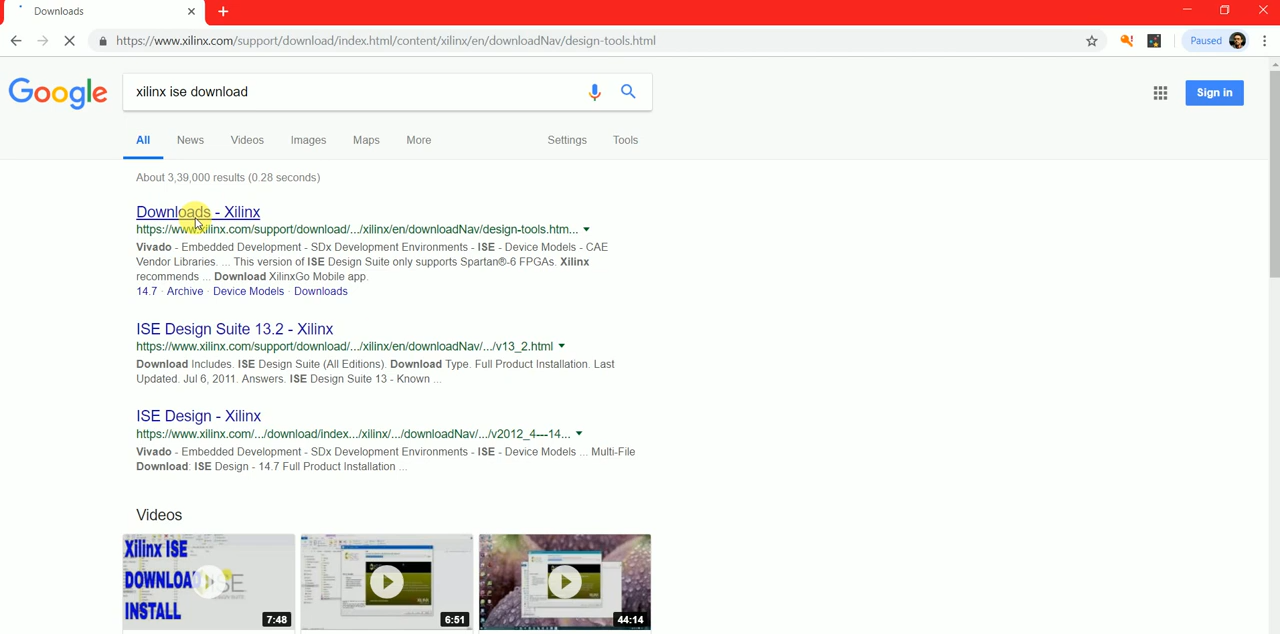 Downloads
https://www.xilinx.com/support/download/index.html/content/xilinx/en/downloadNav/design-tools.html
Paused
Google
xilinx ise download
Sign in
All News Videos Images Maps More Settings Tools
About 3,39,000 results (0.28 seconds)
Downloads - Xilinx
https://www.xilinx.com/support/download/.../xilinx/en/downloadNav/design-tools.htm...
Vivado - Embedded Development - SDx Development Environments - ISE - Device Models - CAE
Vendor Libraries. ... This version of ISE Design Suite only supports Spartan®-6 FPGAs. Xilinx
recommends ... Download XilinxGo Mobile app.
14.7 · Archive · Device Models · Downloads
ISE Design Suite 13.2 - Xilinx
https://www.xilinx.com/support/download/.../xilinx/en/downloadNav/.../v13_2.html
Download Includes. ISE Design Suite (All Editions). Download Type. Full Product Installation. Last
Updated. Jul 6, 2011. Answers. ISE Design Suite 13 - Known ...
ISE Design - Xilinx
https://www.xilinx.com/.../download/index.../xilinx/.../downloadNav/.../v2012_4---14...
Vivado - Embedded Development - SDx Development Environments - ISE - Device Models ... Multi-File
Download: ISE Design - 14.7 Full Product Installation ...
Videos
Xilinx ISE
DOWNLOAD
INSTALL
7:48
6:51
44:14